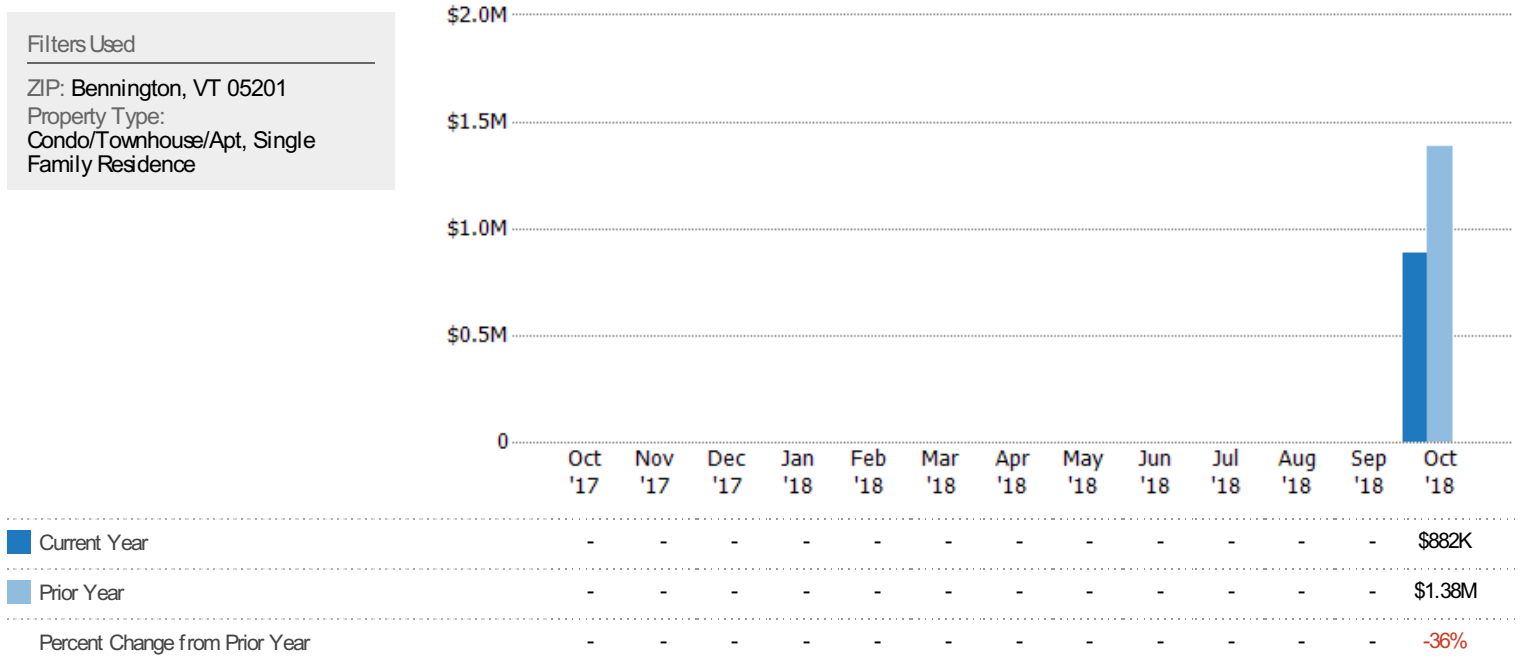 Filters Used
ZIP: Bennington, VT 05201
Property Type:
Condo/Townhouse/Apt, Single
Family Residence
$2.0M
$1.5M
$1.0M
$0.5M
0
Oct Nov Dec Jan Feb Mar Apr May Jun Jul Aug Sep Oct
'17 '17 '17 '18 '18 '18 '18 '18 '18 '18 '18 '18 '18
Current Year - - - - - - - - - - - - $882K
Prior Year - - - - - - - - - - - - $1.38M
Percent Change from Prior Year - - - - - - - - - - - - -36%